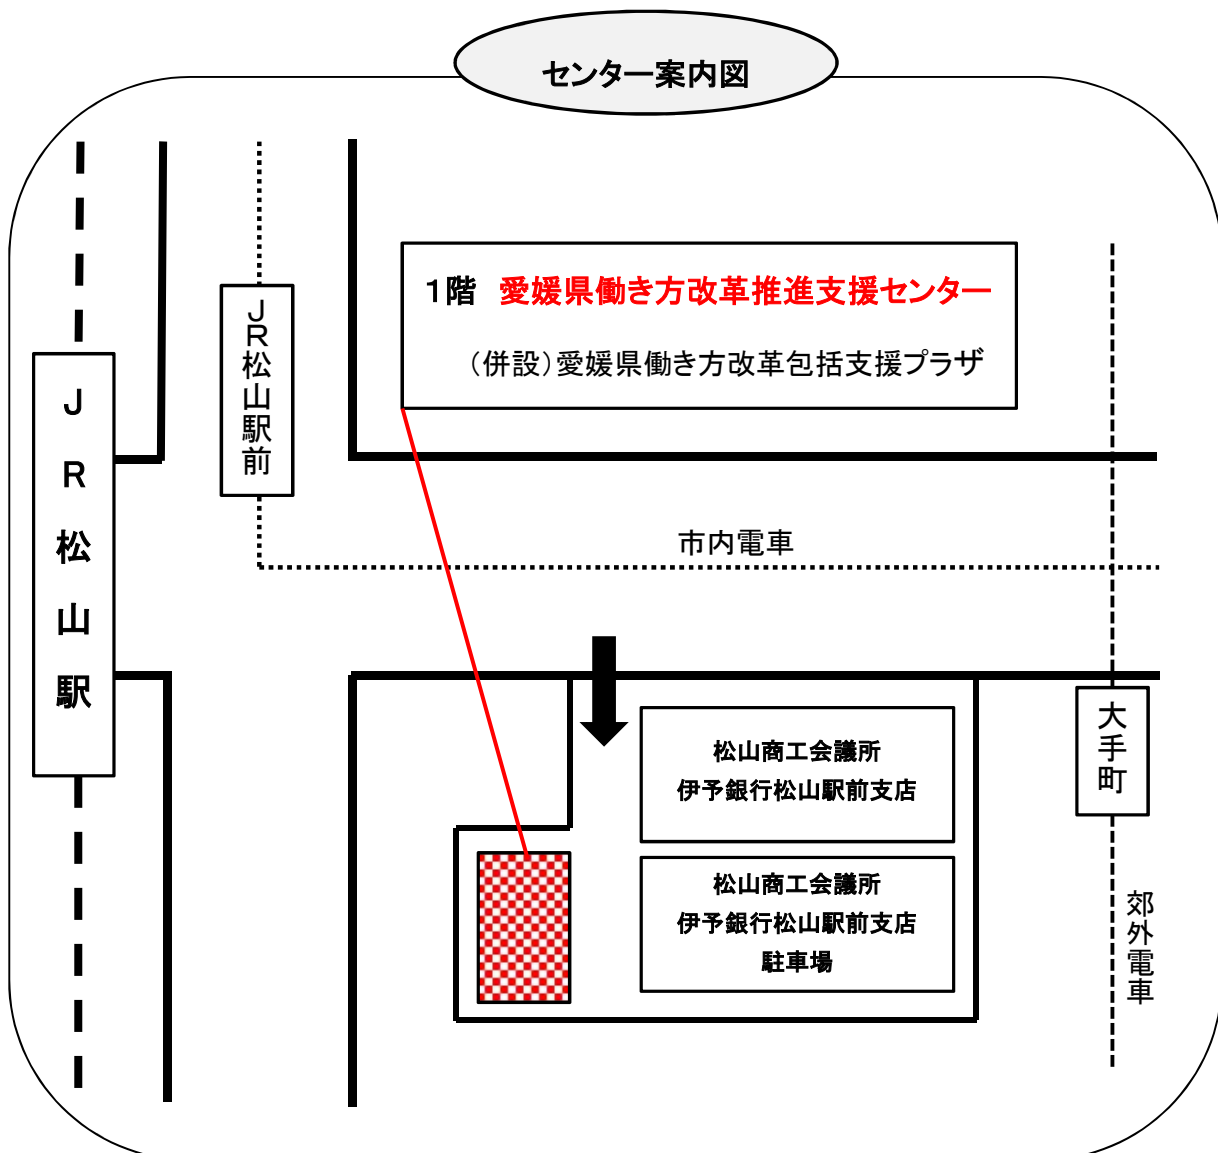 センター案内図
1階 愛媛県働き方改革推進支援センター
（併設）愛媛県働き方改革包括支援プラザ
JR松山駅前
JR松山駅
市内電車
松山商工会議所
伊予銀行松山駅前支店
大手町
松山商工会議所
伊予銀行松山駅前支店
駐車場
郊外電車